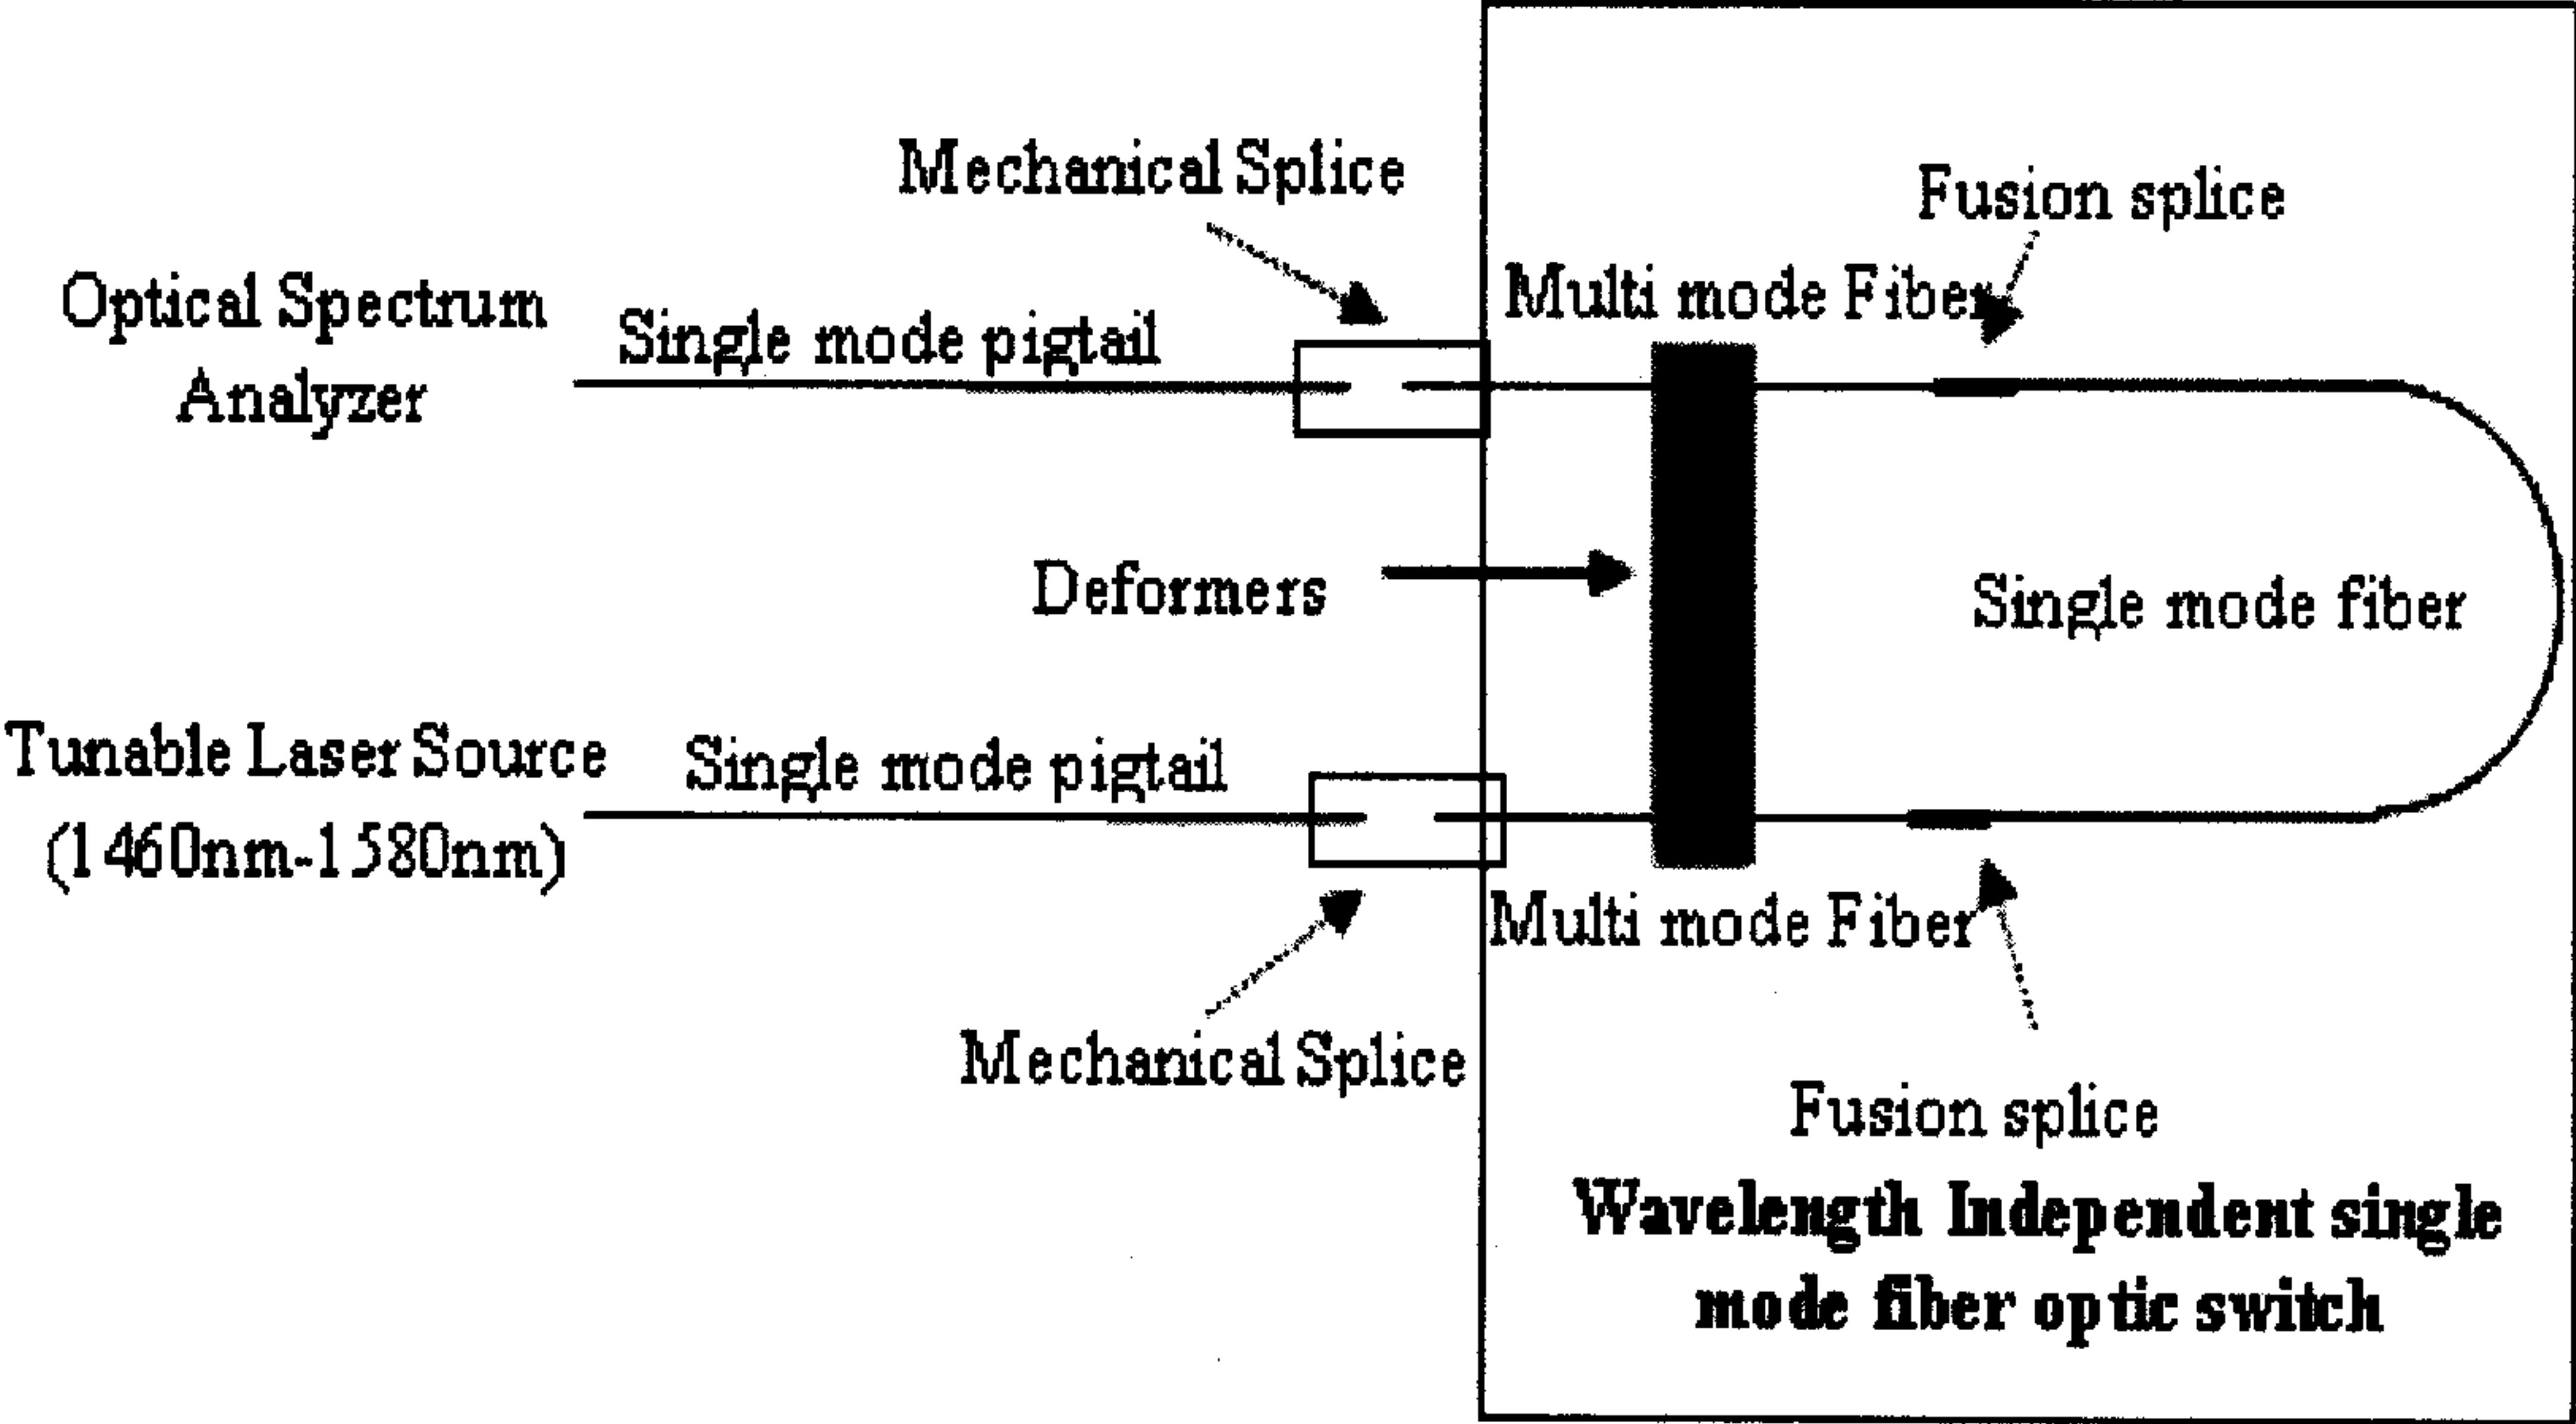 Mechanical Splice
Fusion splice
Optical Spectrum
Analyzer
Single mode pigtail
Multi mode Fiber
Deformers
Single mode fiber
Tunable Laser Source
(1460nm-1580nm)
Single mode pigtail
Multi mode Fiber
Mechanical Splice
Fusion splice
Wavelength Independent single
mode fiber optic switch